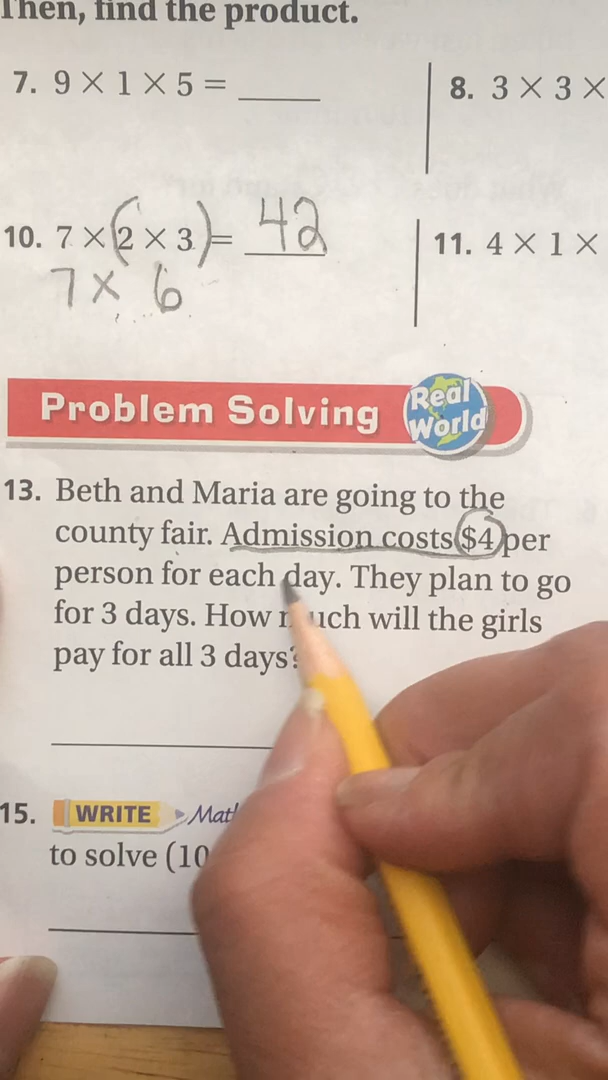 Then, find the product.
7. 9 × 1 × 5 = ____
8. 3 × 3 ×
10. 7 × (2 × 3) = 42
7 × 6
11. 4 × 1 ×
Problem Solving Real World
13. Beth and Maria are going to the
county fair. Admission costs $4 per
person for each day. They plan to go
for 3 days. How much will the girls
pay for all 3 days?
15. WRITE Math
to solve (10